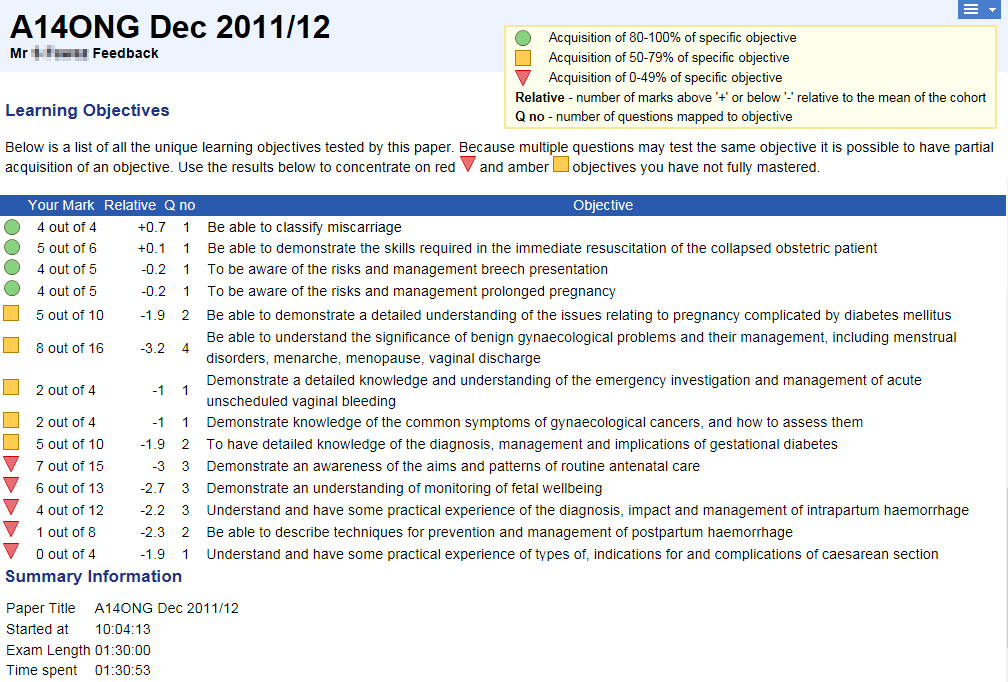 A14ONG Dec 2011/12
Mr Feedback
Acquisition of 80-100% of specific objective
Acquisition of 50-79% of specific objective
Acquisition of 0-49% of specific objective
Relative - number of marks above '+' or below '-' relative to the mean of the cohort
Q no - number of questions mapped to objective
Learning Objectives
Below is a list of all the unique learning objectives tested by this paper. Because multiple questions may test the same objective it is possible to have partial
acquisition of an objective. Use the results below to concentrate on red and amber objectives you have not fully mastered.
Your Mark Relative Q no Objective
4 out of 4 +0.7 1 Be able to classify miscarriage
5 out of 6 +0.1 1 Be able to demonstrate the skills required in the immediate resuscitation of the collapsed obstetric patient
4 out of 5 -0.2 1 To be aware of the risks and management breech presentation
4 out of 5 -0.2 1 To be aware of the risks and management prolonged pregnancy
5 out of 10 -1.9 2 Be able to demonstrate a detailed understanding of the issues relating to pregnancy complicated by diabetes mellitus
8 out of 16 -3.2 4 Be able to understand the significance of benign gynaecological problems and their management, including menstrual
disorders, menarche, menopause, vaginal discharge
2 out of 4 -1 1 Demonstrate a detailed knowledge and understanding of the emergency investigation and management of acute
unscheduled vaginal bleeding
2 out of 4 -1 1 Demonstrate knowledge of the common symptoms of gynaecological cancers, and how to assess them
5 out of 10 -1.9 2 To have detailed knowledge of the diagnosis, management and implications of gestational diabetes
7 out of 15 -3 3 Demonstrate an awareness of the aims and patterns of routine antenatal care
6 out of 13 -2.7 3 Demonstrate an understanding of monitoring of fetal wellbeing
4 out of 12 -2.2 3 Understand and have some practical experience of the diagnosis, impact and management of intrapartum haemorrhage
1 out of 8 -2.3 2 Be able to describe techniques for prevention and management of postpartum haemorrhage
0 out of 4 -1.9 1 Understand and have some practical experience of types of, indications for and complications of caesarean section
Summary Information
Paper Title A14ONG Dec 2011/12
Started at 10:04:13
Exam Length 01:30:00
Time spent 01:30:53